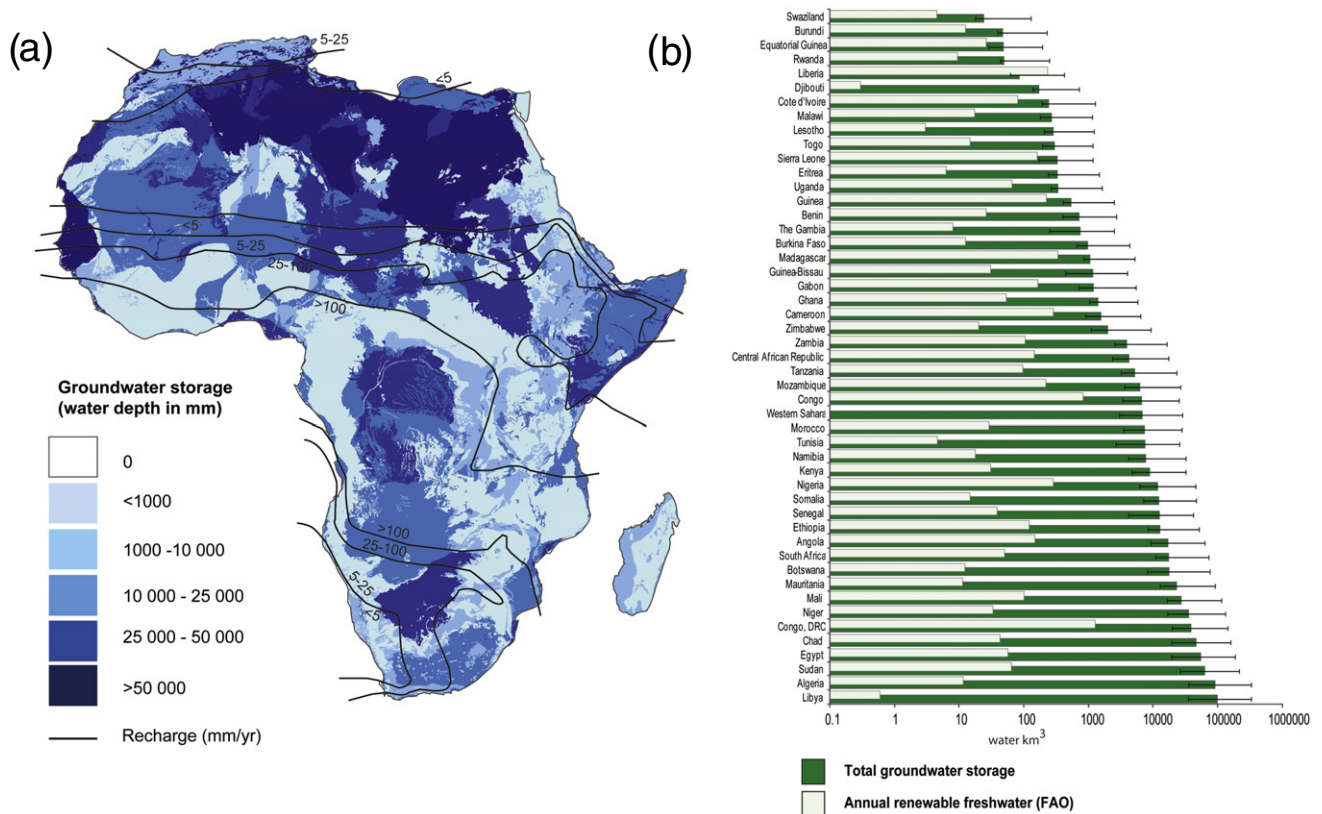 (a)
5-25
<5
<5
5-25
25-100
>100
>100
25-100
5-25
<5
Groundwater storage
(water depth in mm)
0
<1000
1000 -10 000
10 000 - 25 000
25 000 - 50 000
>50 000
Recharge (mm/yr)
(b)
Swaziland
Burundi
Equatorial Guinea
Rwanda
Liberia
Djibouti
Cote d'Ivoire
Malawi
Lesotho
Togo
Sierra Leone
Eritrea
Uganda
Guinea
Benin
The Gambia
Burkina Faso
Madagascar
Guinea-Bissau
Gabon
Ghana
Cameroon
Zimbabwe
Zambia
Central African Republic
Tanzania
Mozambique
Congo
Western Sahara
Morocco
Tunisia
Namibia
Kenya
Nigeria
Somalia
Senegal
Ethiopia
Angola
South Africa
Botswana
Mauritania
Mali
Niger
Congo, DRC
Chad
Egypt
Sudan
Algeria
Libya
0.1 1 10 100 1000 10000 100000 1000000
water km³
Total groundwater storage
Annual renewable freshwater (FAO)